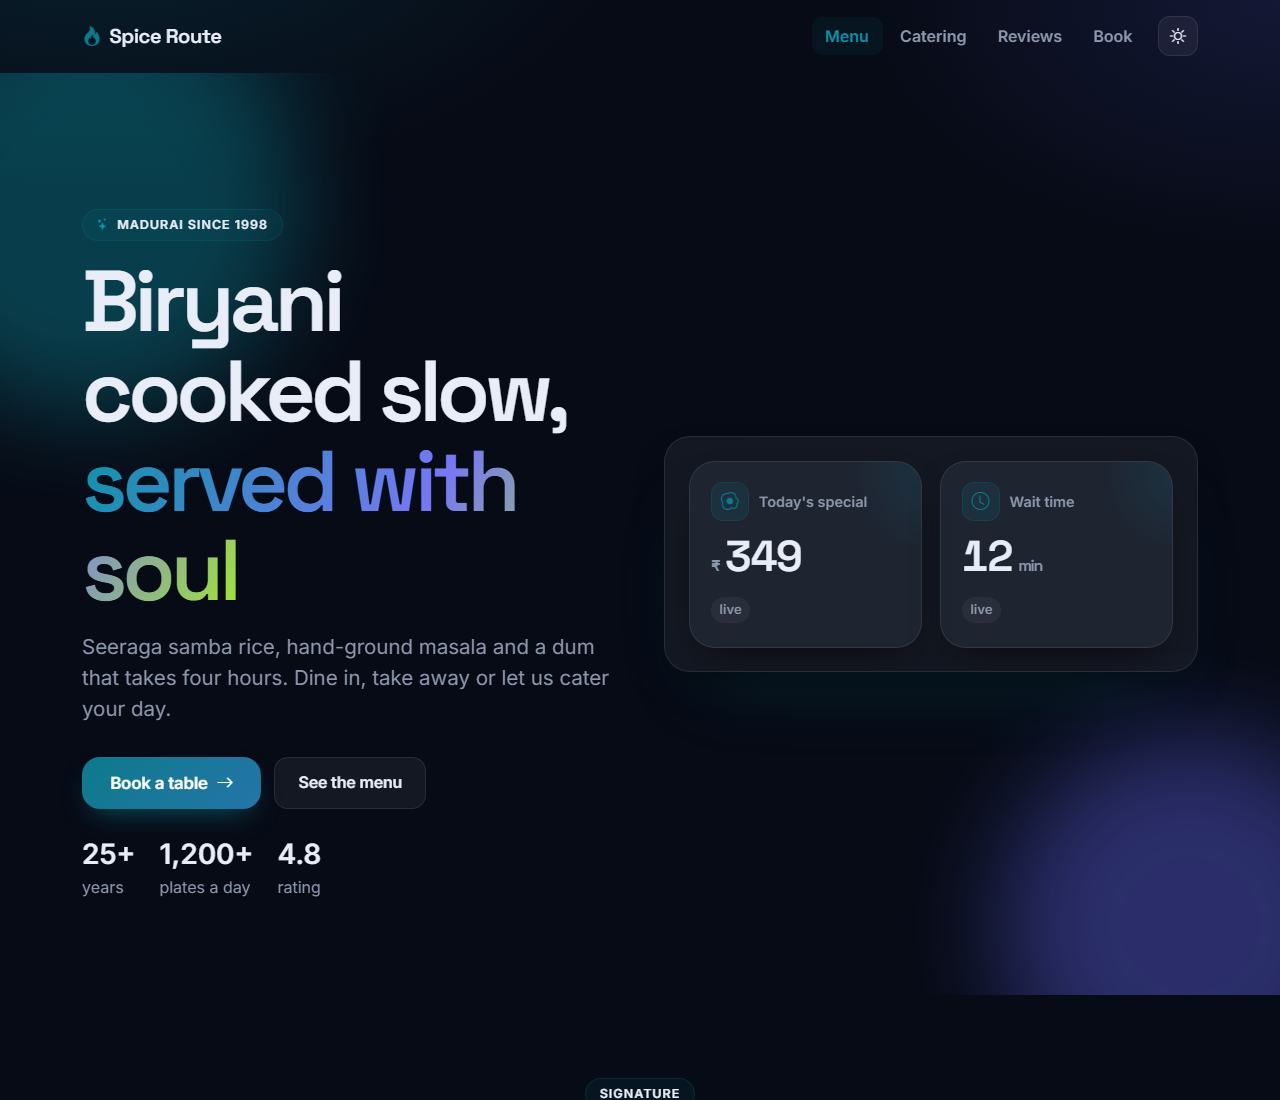 Spice Route
Menu
Catering
Reviews
Book
MADURAI SINCE 1998
Biryani
cooked slow,
served with
soul
Seeraga samba rice, hand-ground masala and a dum
that takes four hours. Dine in, take away or let us cater
your day.
Book a table →
See the menu
25+
years
1,200+
plates a day
4.8
rating
Today's special
₹ 349
live
Wait time
12 min
live
SIGNATURE